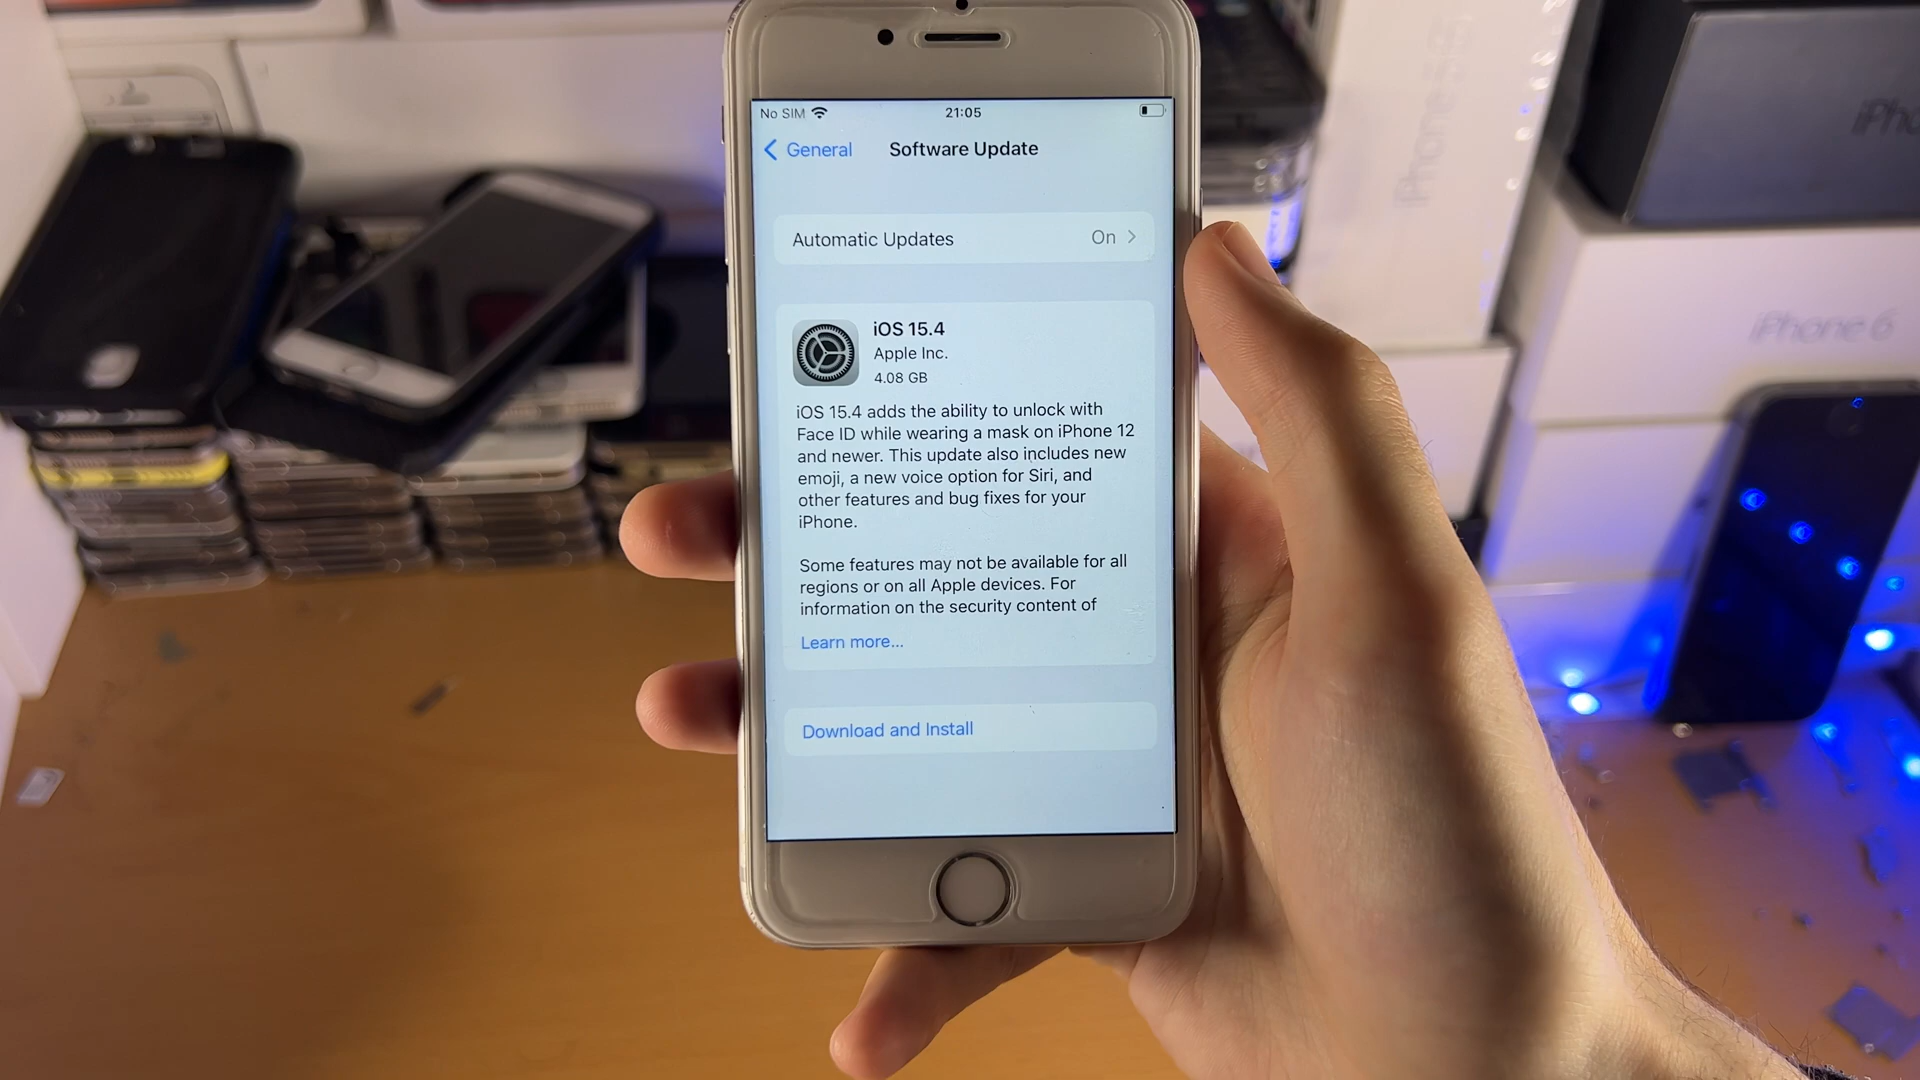 No SIM 21:05
General Software Update
Automatic Updates On
iOS 15.4
Apple Inc.
4.08 GB
iOS 15.4 adds the ability to unlock with
Face ID while wearing a mask on iPhone 12
and newer. This update also includes new
emoji, a new voice option for Siri, and
other features and bug fixes for your
iPhone.
Some features may not be available for all
regions or on all Apple devices. For
information on the security content of
Learn more...
Download and Install
iPhone 6